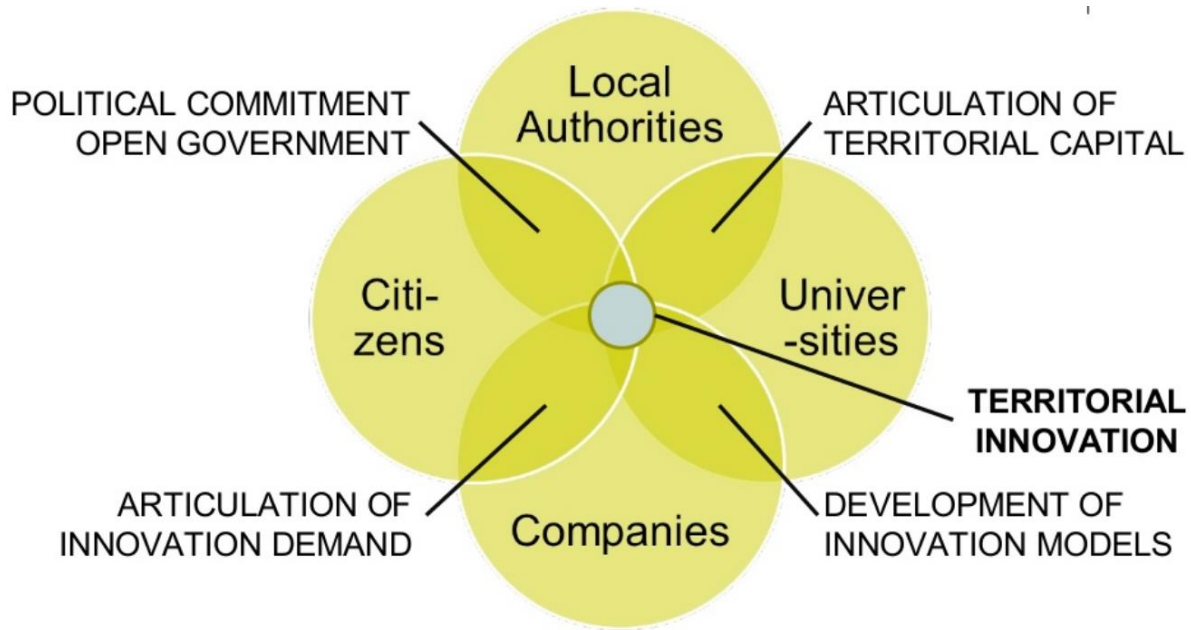 Local
Authorities
POLITICAL COMMITMENT
OPEN GOVERNMENT
ARTICULATION OF
TERRITORIAL CAPITAL
Citi-
zens
Univer
-sities
TERRITORIAL
INNOVATION
ARTICULATION OF
INNOVATION DEMAND
Companies
DEVELOPMENT OF
INNOVATION MODELS